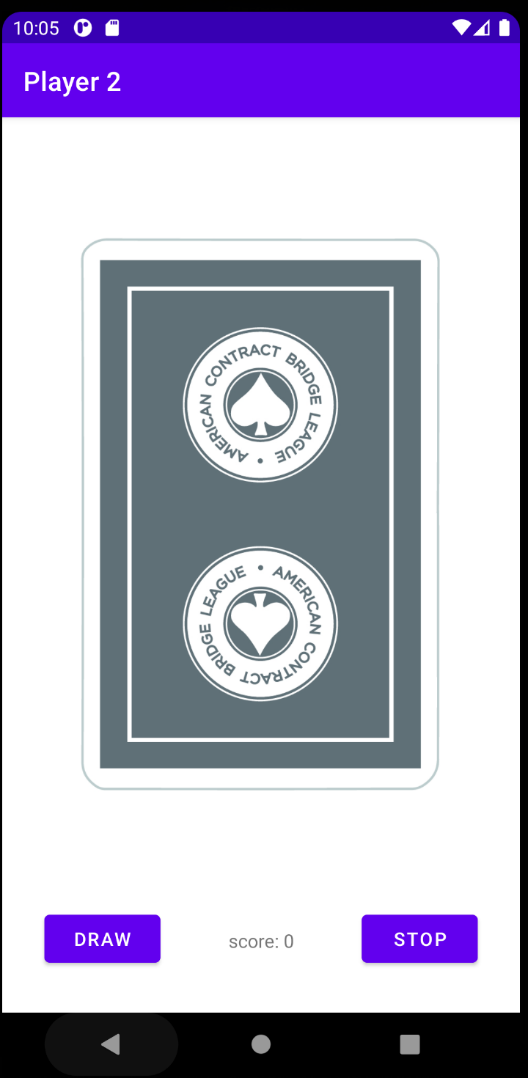 10:05
Player 2
AMERICAN CONTRACT BRIDGE LEAGUE •
AMERICAN CONTRACT BRIDGE LEAGUE •
DRAW
score: 0
STOP